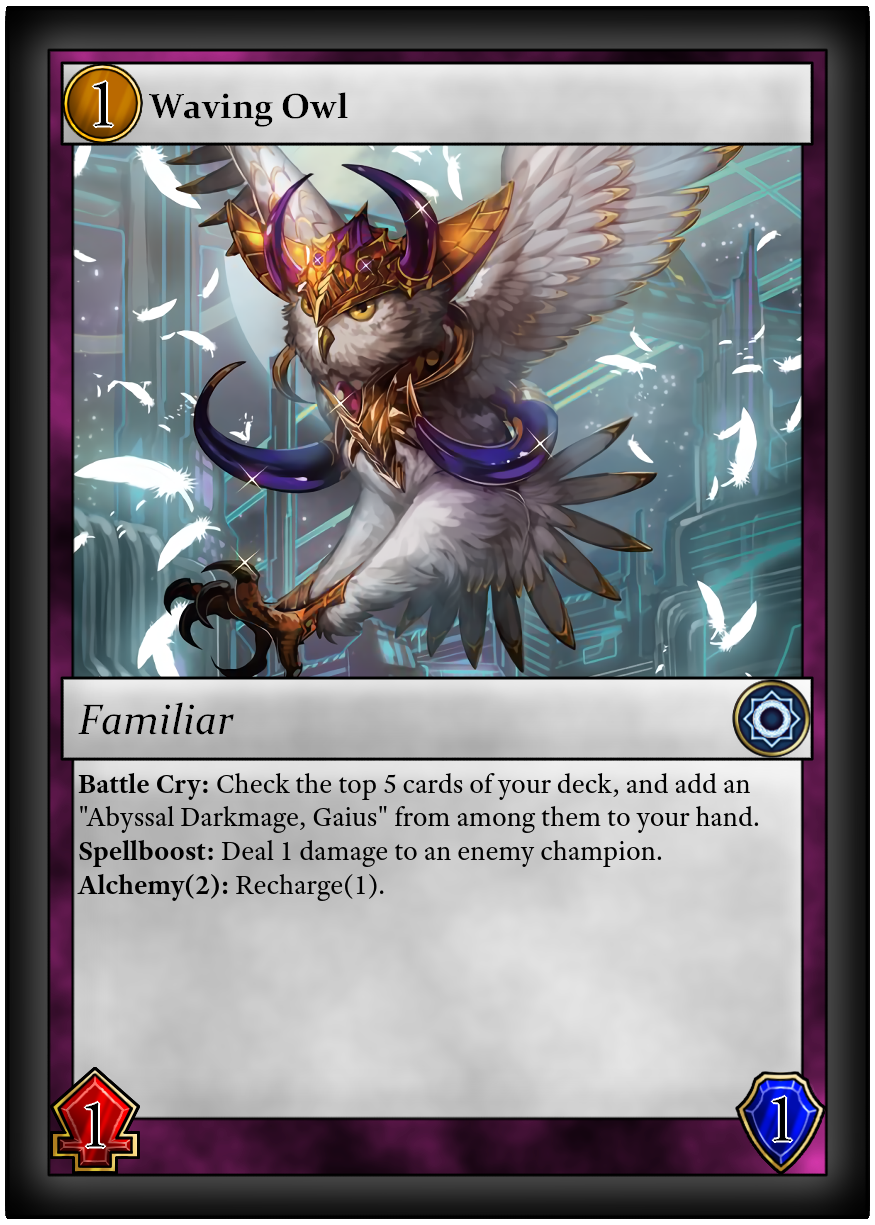 1 Waving Owl
Familiar
Battle Cry: Check the top 5 cards of your deck, and add an
"Abyssal Darkmage, Gaius" from among them to your hand.
Spellboost: Deal 1 damage to an enemy champion.
Alchemy(2): Recharge(1).
1 1